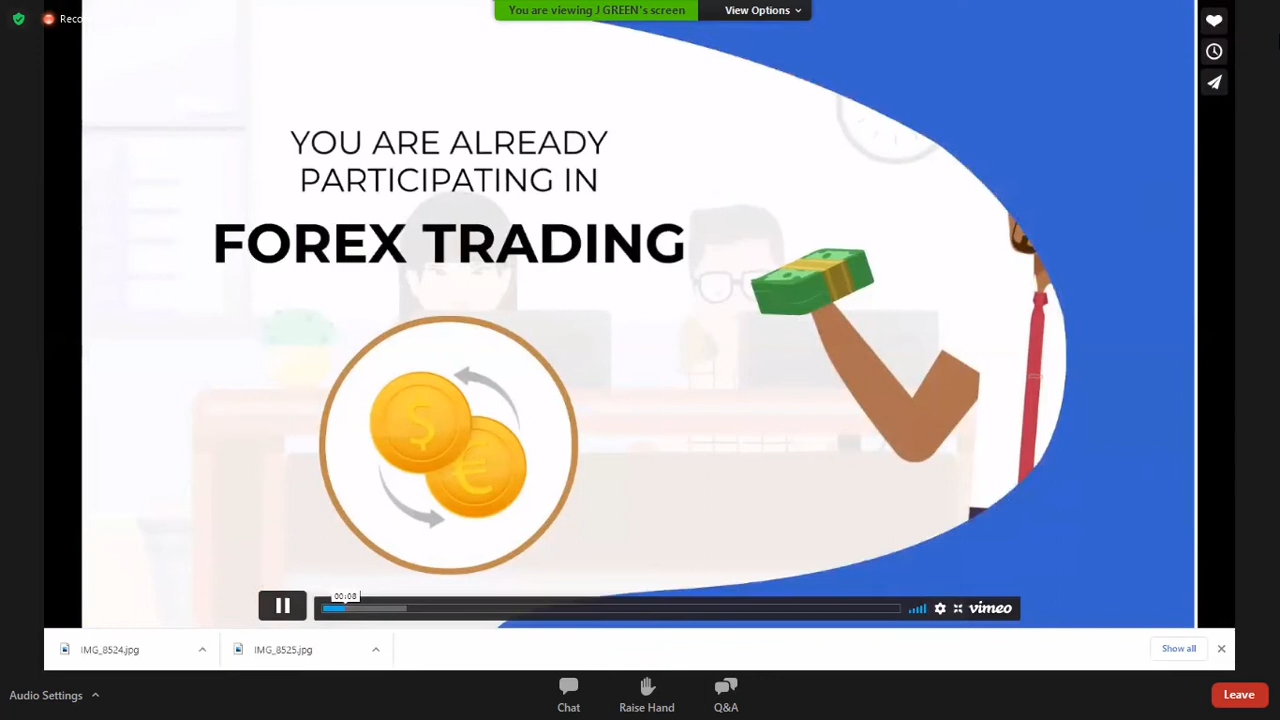 Reco
You are viewing J GREEN's screen
View Options
YOU ARE ALREADY
PARTICIPATING IN
FOREX TRADING
$
€
00:08
vimeo
IMG_8524.jpg
IMG_8525.jpg
Show all
Audio Settings
Chat
Raise Hand
Q&A
Leave